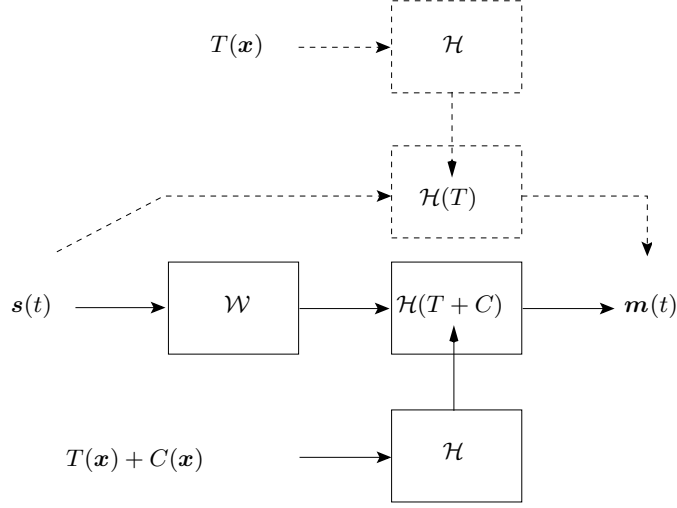 T(𝒙) ℋ
ℋ(T)
𝒔(t) 𝒲 ℋ(T + C) 𝒎(t)
T(𝒙) + C(𝒙) ℋ